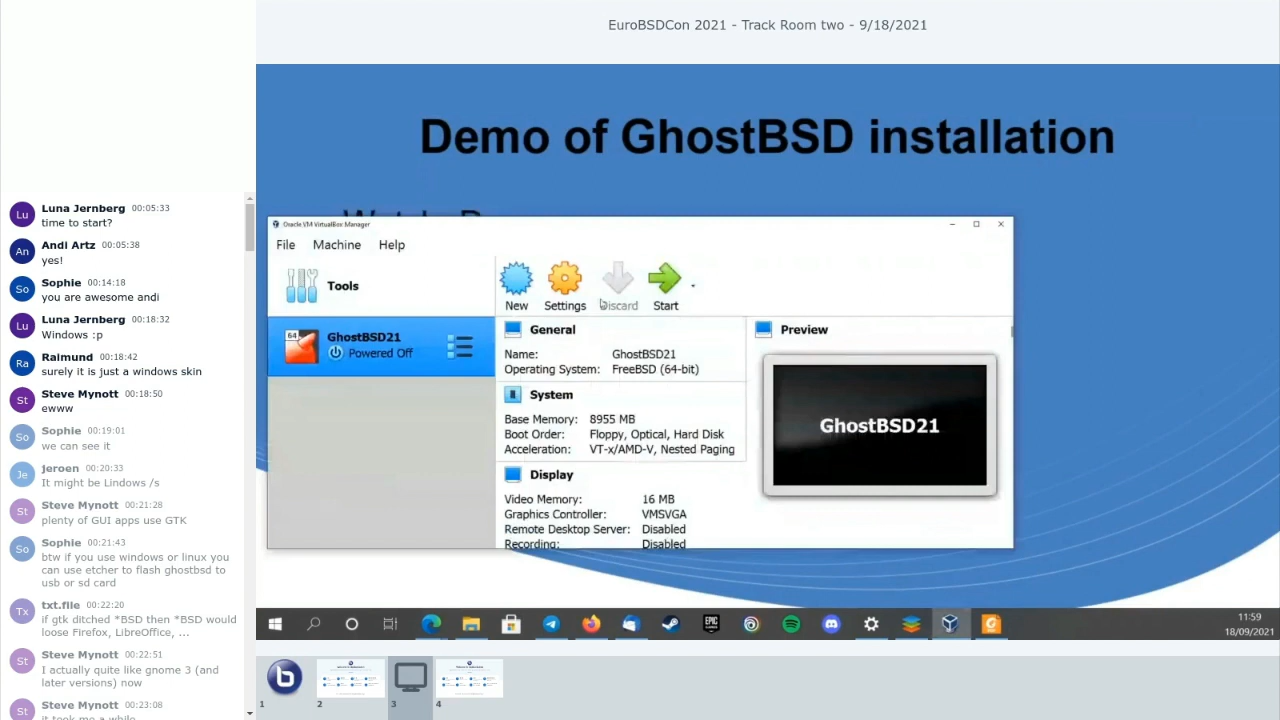 EuroBSDCon 2021 - Track Room two - 9/18/2021
Lu
Luna Jernberg 00:05:33
time to start?
An
Andi Artz 00:05:38
yes!
So
Sophie 00:14:18
you are awesome andi
Lu
Luna Jernberg 00:18:32
Windows :p
Ra
Raimund 00:18:42
surely it is just a windows skin
St
Steve Mynott 00:18:50
ewww
So
Sophie 00:19:01
we can see it
Je
jeroen 00:20:33
It might be Lindows /s
St
Steve Mynott 00:21:28
plenty of GUI apps use GTK
So
Sophie 00:21:43
btw if you use windows or linux you
can use etcher to flash ghostbsd to
usb or sd card
Tx
txt.file 00:22:20
if gtk ditched *BSD then *BSD would
loose Firefox, LibreOffice, ...
St
Steve Mynott 00:22:51
I actually quite like gnome 3 (and
later versions) now
St
Steve Mynott 00:23:08
it took me a while
Demo of GhostBSD installation
Oracle VM VirtualBox Manager
File Machine Help
Tools
New Settings Discard Start
64
GhostBSD21
Powered Off
General
Name: GhostBSD21
Operating System: FreeBSD (64-bit)
System
Base Memory: 8955 MB
Boot Order: Floppy, Optical, Hard Disk
Acceleration: VT-x/AMD-V, Nested Paging
Display
Video Memory: 16 MB
Graphics Controller: VMSVGA
Remote Desktop Server: Disabled
Recording: Disabled
Preview
GhostBSD21
EPIC
11:59
18/09/2021
b
1
2
3
4